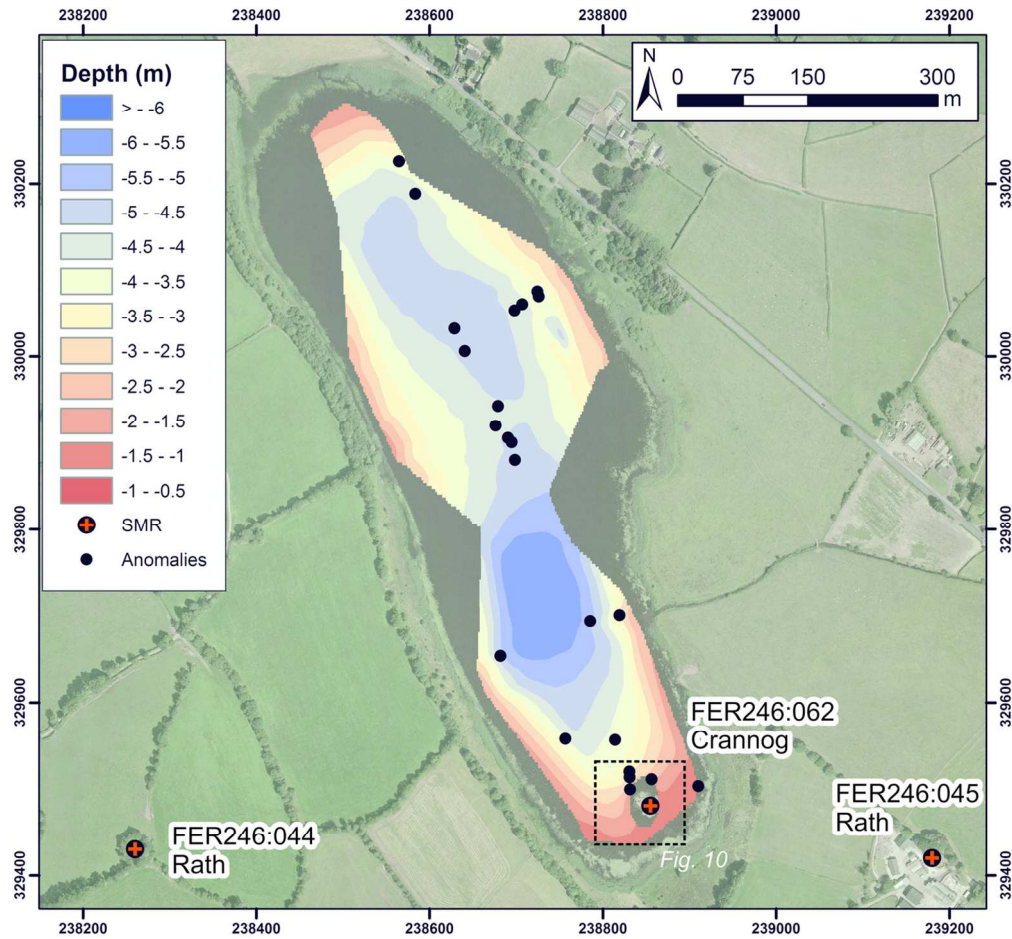 238200 238400 238600 238800 239000 239200
Depth (m)
> - -6
-6 - -5.5
-5.5 - -5
-5 - -4.5
-4.5 - -4
-4 - -3.5
-3.5 - -3
-3 - -2.5
-2.5 - -2
-2 - -1.5
-1.5 - -1
-1 - -0.5
SMR
Anomalies
N
0 75 150 300
m
330200 330200
330000 330000
329800 329800
329600 329600
329400 329400
FER246:062
Crannog
FER246:045
Rath
FER246:044
Rath
Fig. 10
238200 238400 238600 238800 239000 239200